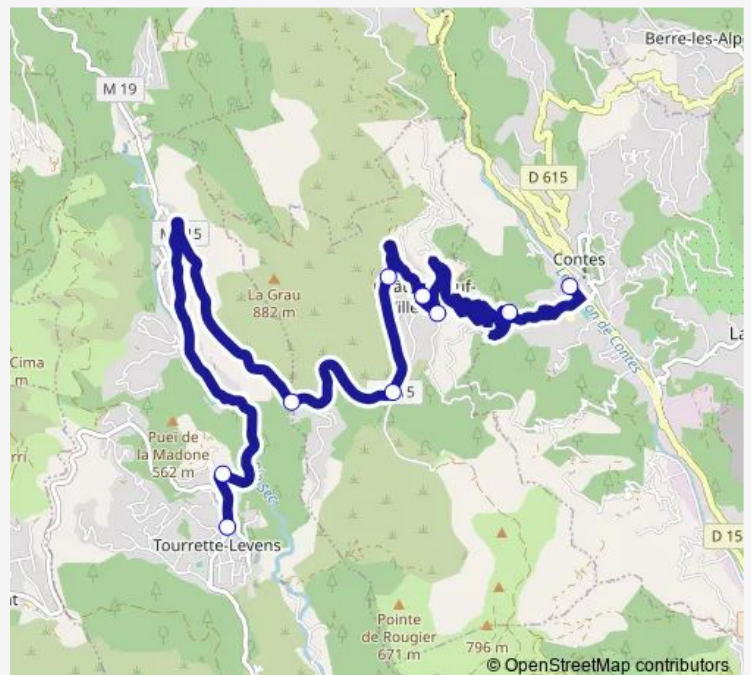 Berre-les-Alp
M 19
D 615
Contes
La Grau
882 m
5
Cima
m
Puei de
la Madone
562 m
Tourrette-Levens
D 15
Pointe
de Rougier
671 m
796 m
© OpenStreetMap contributors